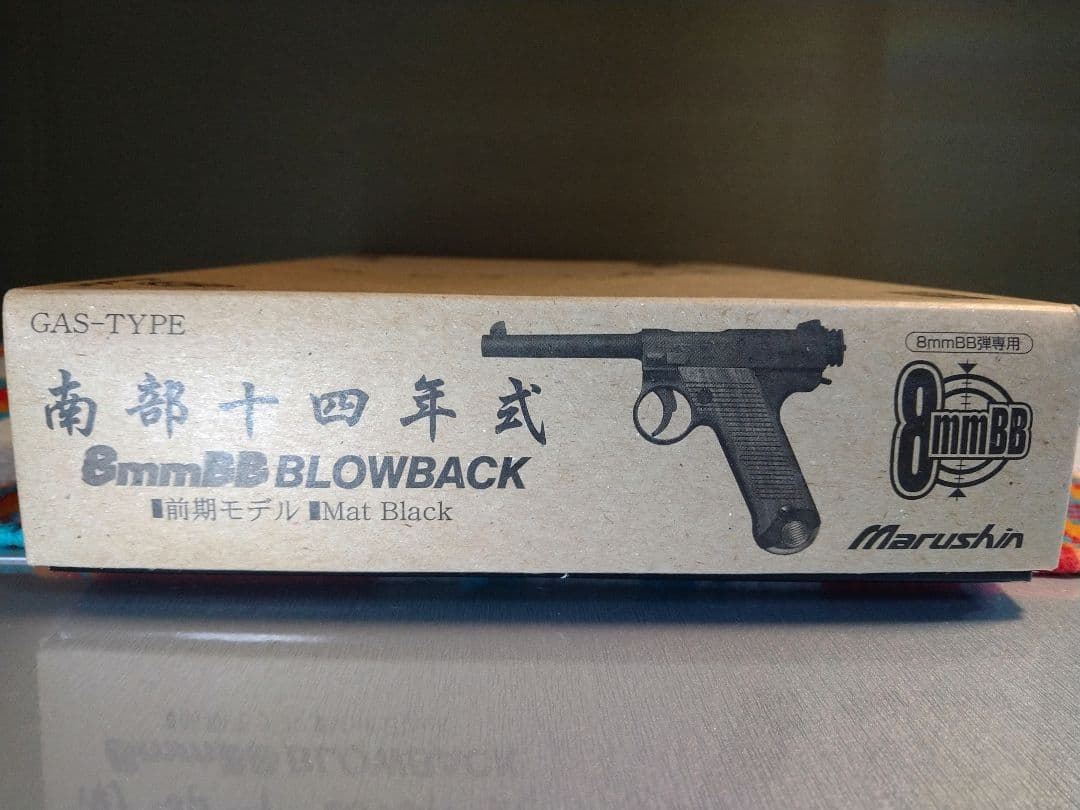 GAS-TYPE
南部十四年式
8mmBB BLOWBACK
■前期モデル ■Mat Black
8mmBB弾専用
8mmBB
Marushin